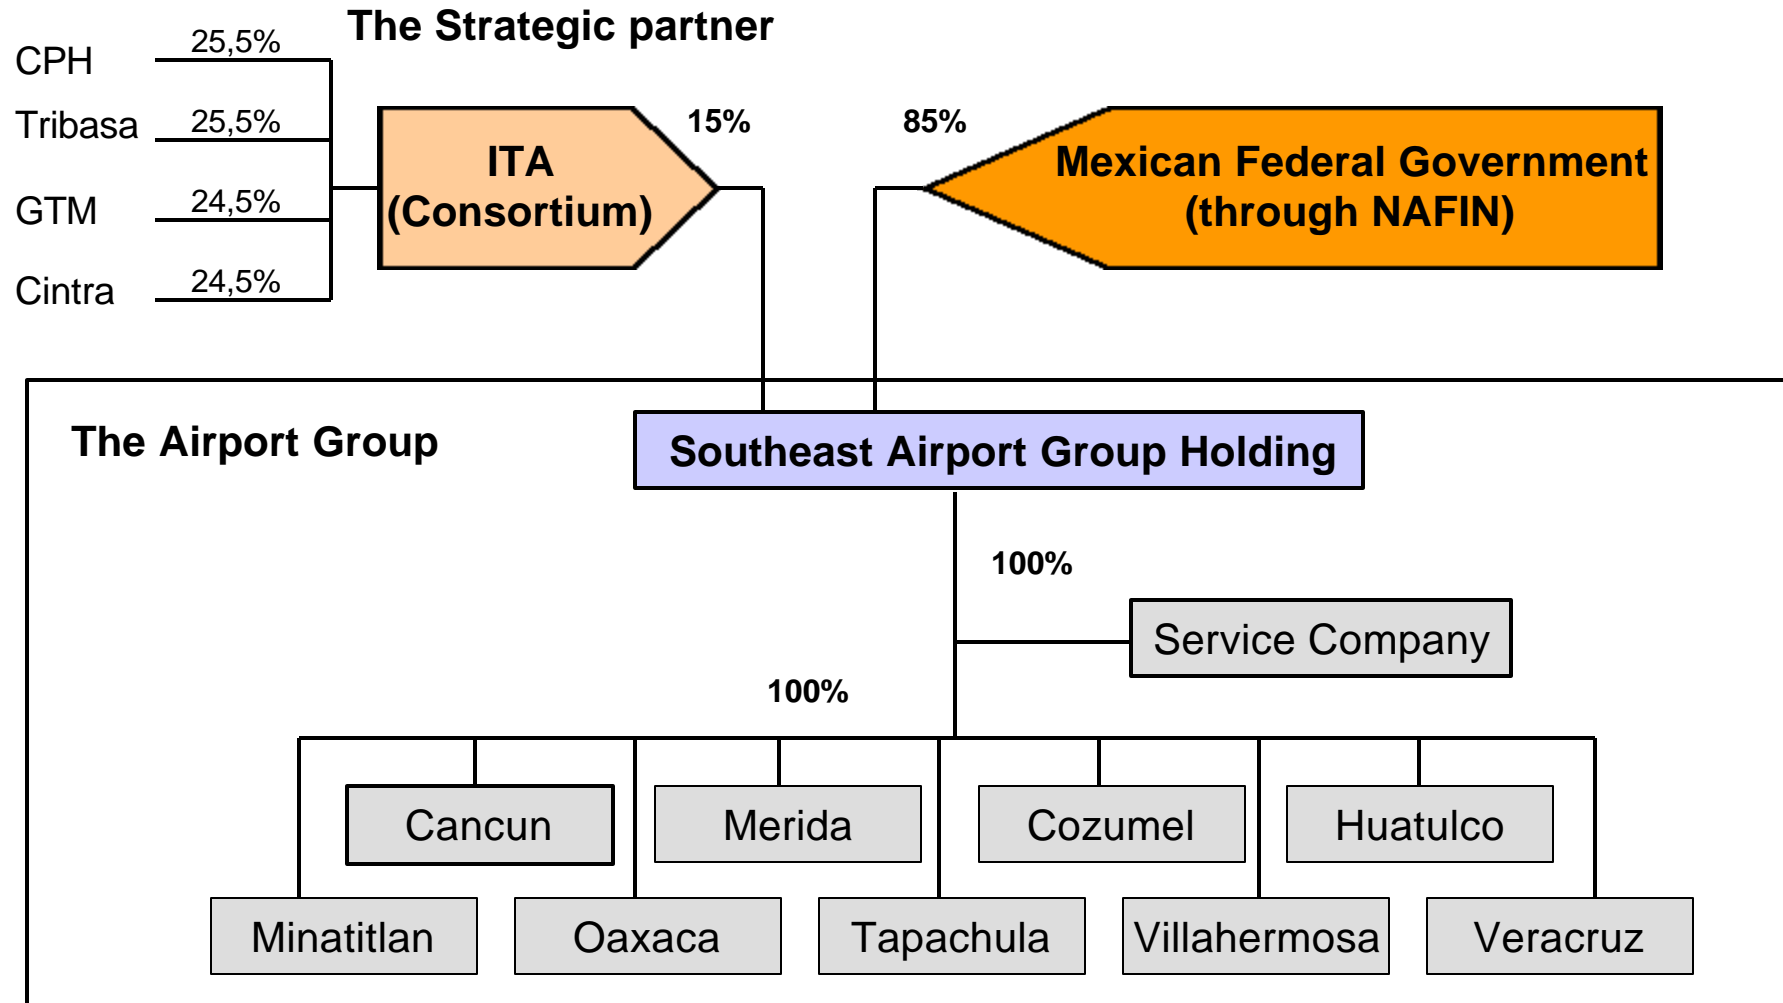 The Strategic partner
CPH 25,5%
Tribasa 25,5%
GTM 24,5%
Cintra 24,5%
ITA
(Consortium)
15%
85%
Mexican Federal Government
(through NAFIN)
The Airport Group
Southeast Airport Group Holding
100%
Service Company
100%
Cancun
Merida
Cozumel
Huatulco
Minatitlan
Oaxaca
Tapachula
Villahermosa
Veracruz